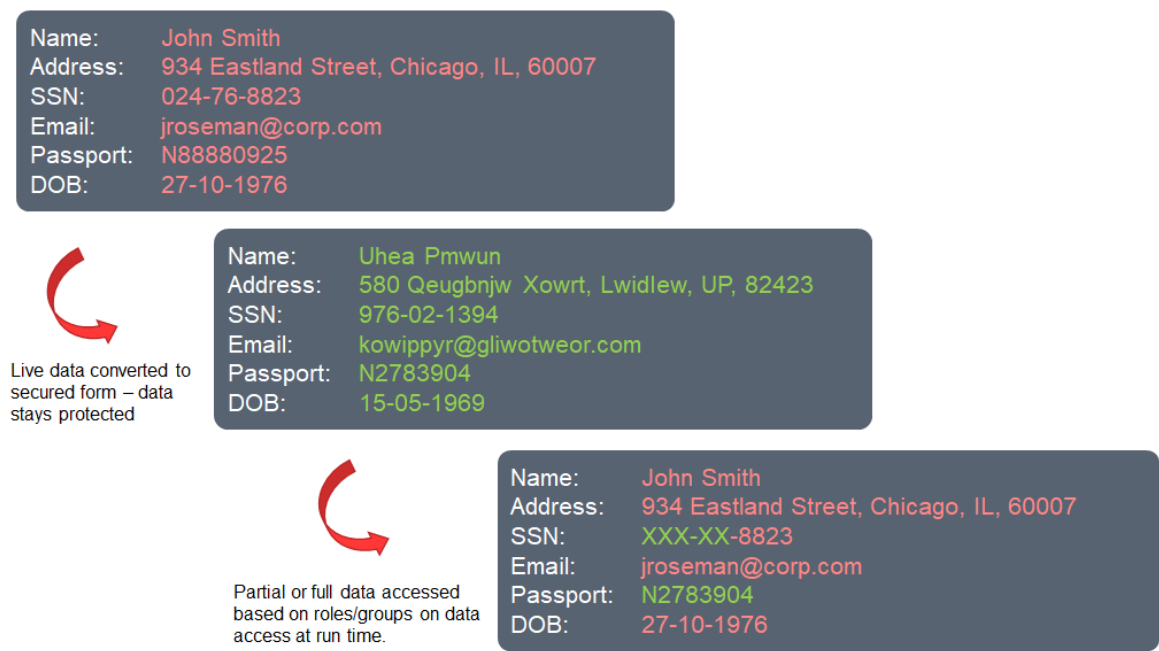 Name: John Smith
Address: 934 Eastland Street, Chicago, IL, 60007
SSN: 024-76-8823
Email: jroseman@corp.com
Passport: N88880925
DOB: 27-10-1976
Live data converted to
secured form – data
stays protected
Name: Uhea Pmwun
Address: 580 Qeugbnjw Xowrt, Lwidlew, UP, 82423
SSN: 976-02-1394
Email: kowippyr@gliwotweor.com
Passport: N2783904
DOB: 15-05-1969
Partial or full data accessed
based on roles/groups on data
access at run time.
Name: John Smith
Address: 934 Eastland Street, Chicago, IL, 60007
SSN: XXX-XX-8823
Email: jroseman@corp.com
Passport: N2783904
DOB: 27-10-1976